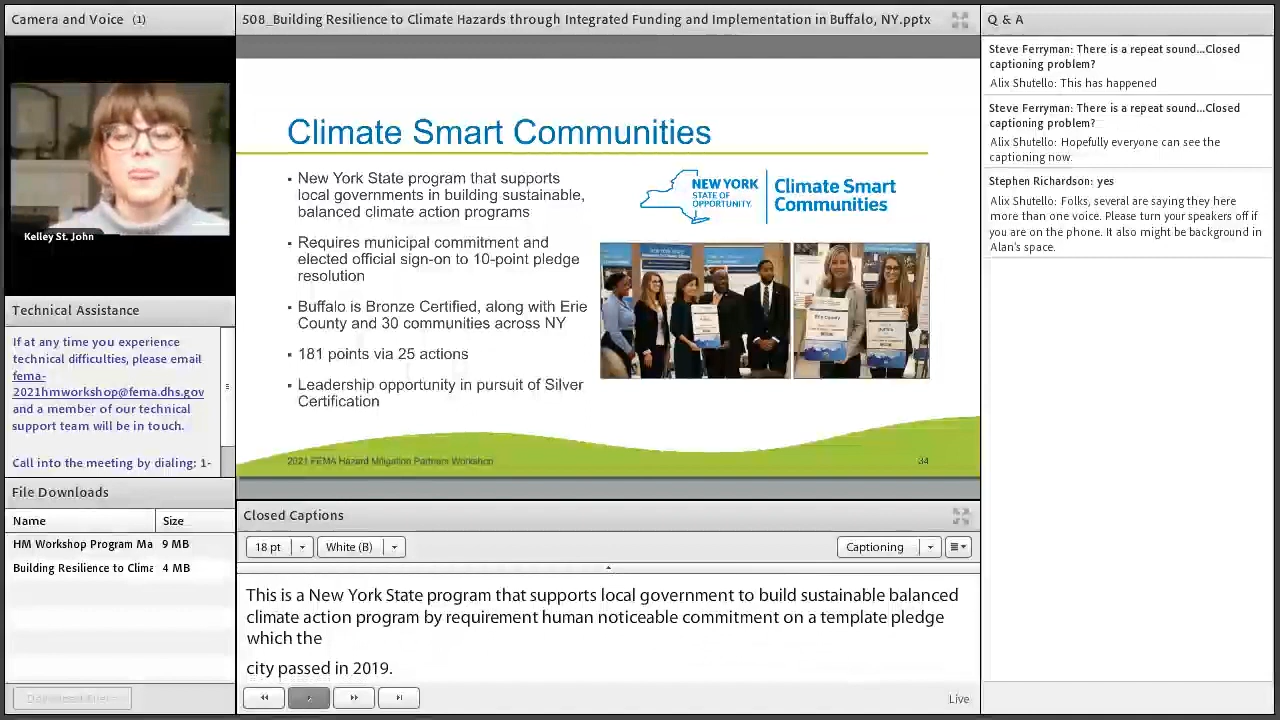 Camera and Voice (1)
Kelley St. John
Technical Assistance
If at any time you experience
technical difficulties, please email
fema-
2021hmworkshop@fema.dhs.gov
and a member of our technical
support team will be in touch.
Call into the meeting by dialing: 1-
File Downloads
Name Size
HM Workshop Program Ma 9 MB
Building Resilience to Clima 4 MB
508_Building Resilience to Climate Hazards through Integrated Funding and Implementation in Buffalo, NY.pptx
Climate Smart Communities
▪ New York State program that supports
local governments in building sustainable,
balanced climate action programs
▪ Requires municipal commitment and
elected official sign-on to 10-point pledge
resolution
▪ Buffalo is Bronze Certified, along with Erie
County and 30 communities across NY
▪ 181 points via 25 actions
▪ Leadership opportunity in pursuit of Silver
Certification
NEW YORK
STATE OF
OPPORTUNITY.
Climate Smart
Communities
2021 FEMA Hazard Mitigation Partners Workshop
34
Closed Captions
18 pt White (B) Captioning
This is a New York State program that supports local government to build sustainable balanced
climate action program by requirement human noticeable commitment on a template pledge
which the
city passed in 2019.
Live
Q & A
Steve Ferryman: There is a repeat sound...Closed
captioning problem?
Alix Shutello: This has happened
Steve Ferryman: There is a repeat sound...Closed
captioning problem?
Alix Shutello: Hopefully everyone can see the
captioning now.
Stephen Richardson: yes
Alix Shutello: Folks, several are saying they here
more than one voice. Please turn your speakers off if
you are on the phone. It also might be background in
Alan's space.